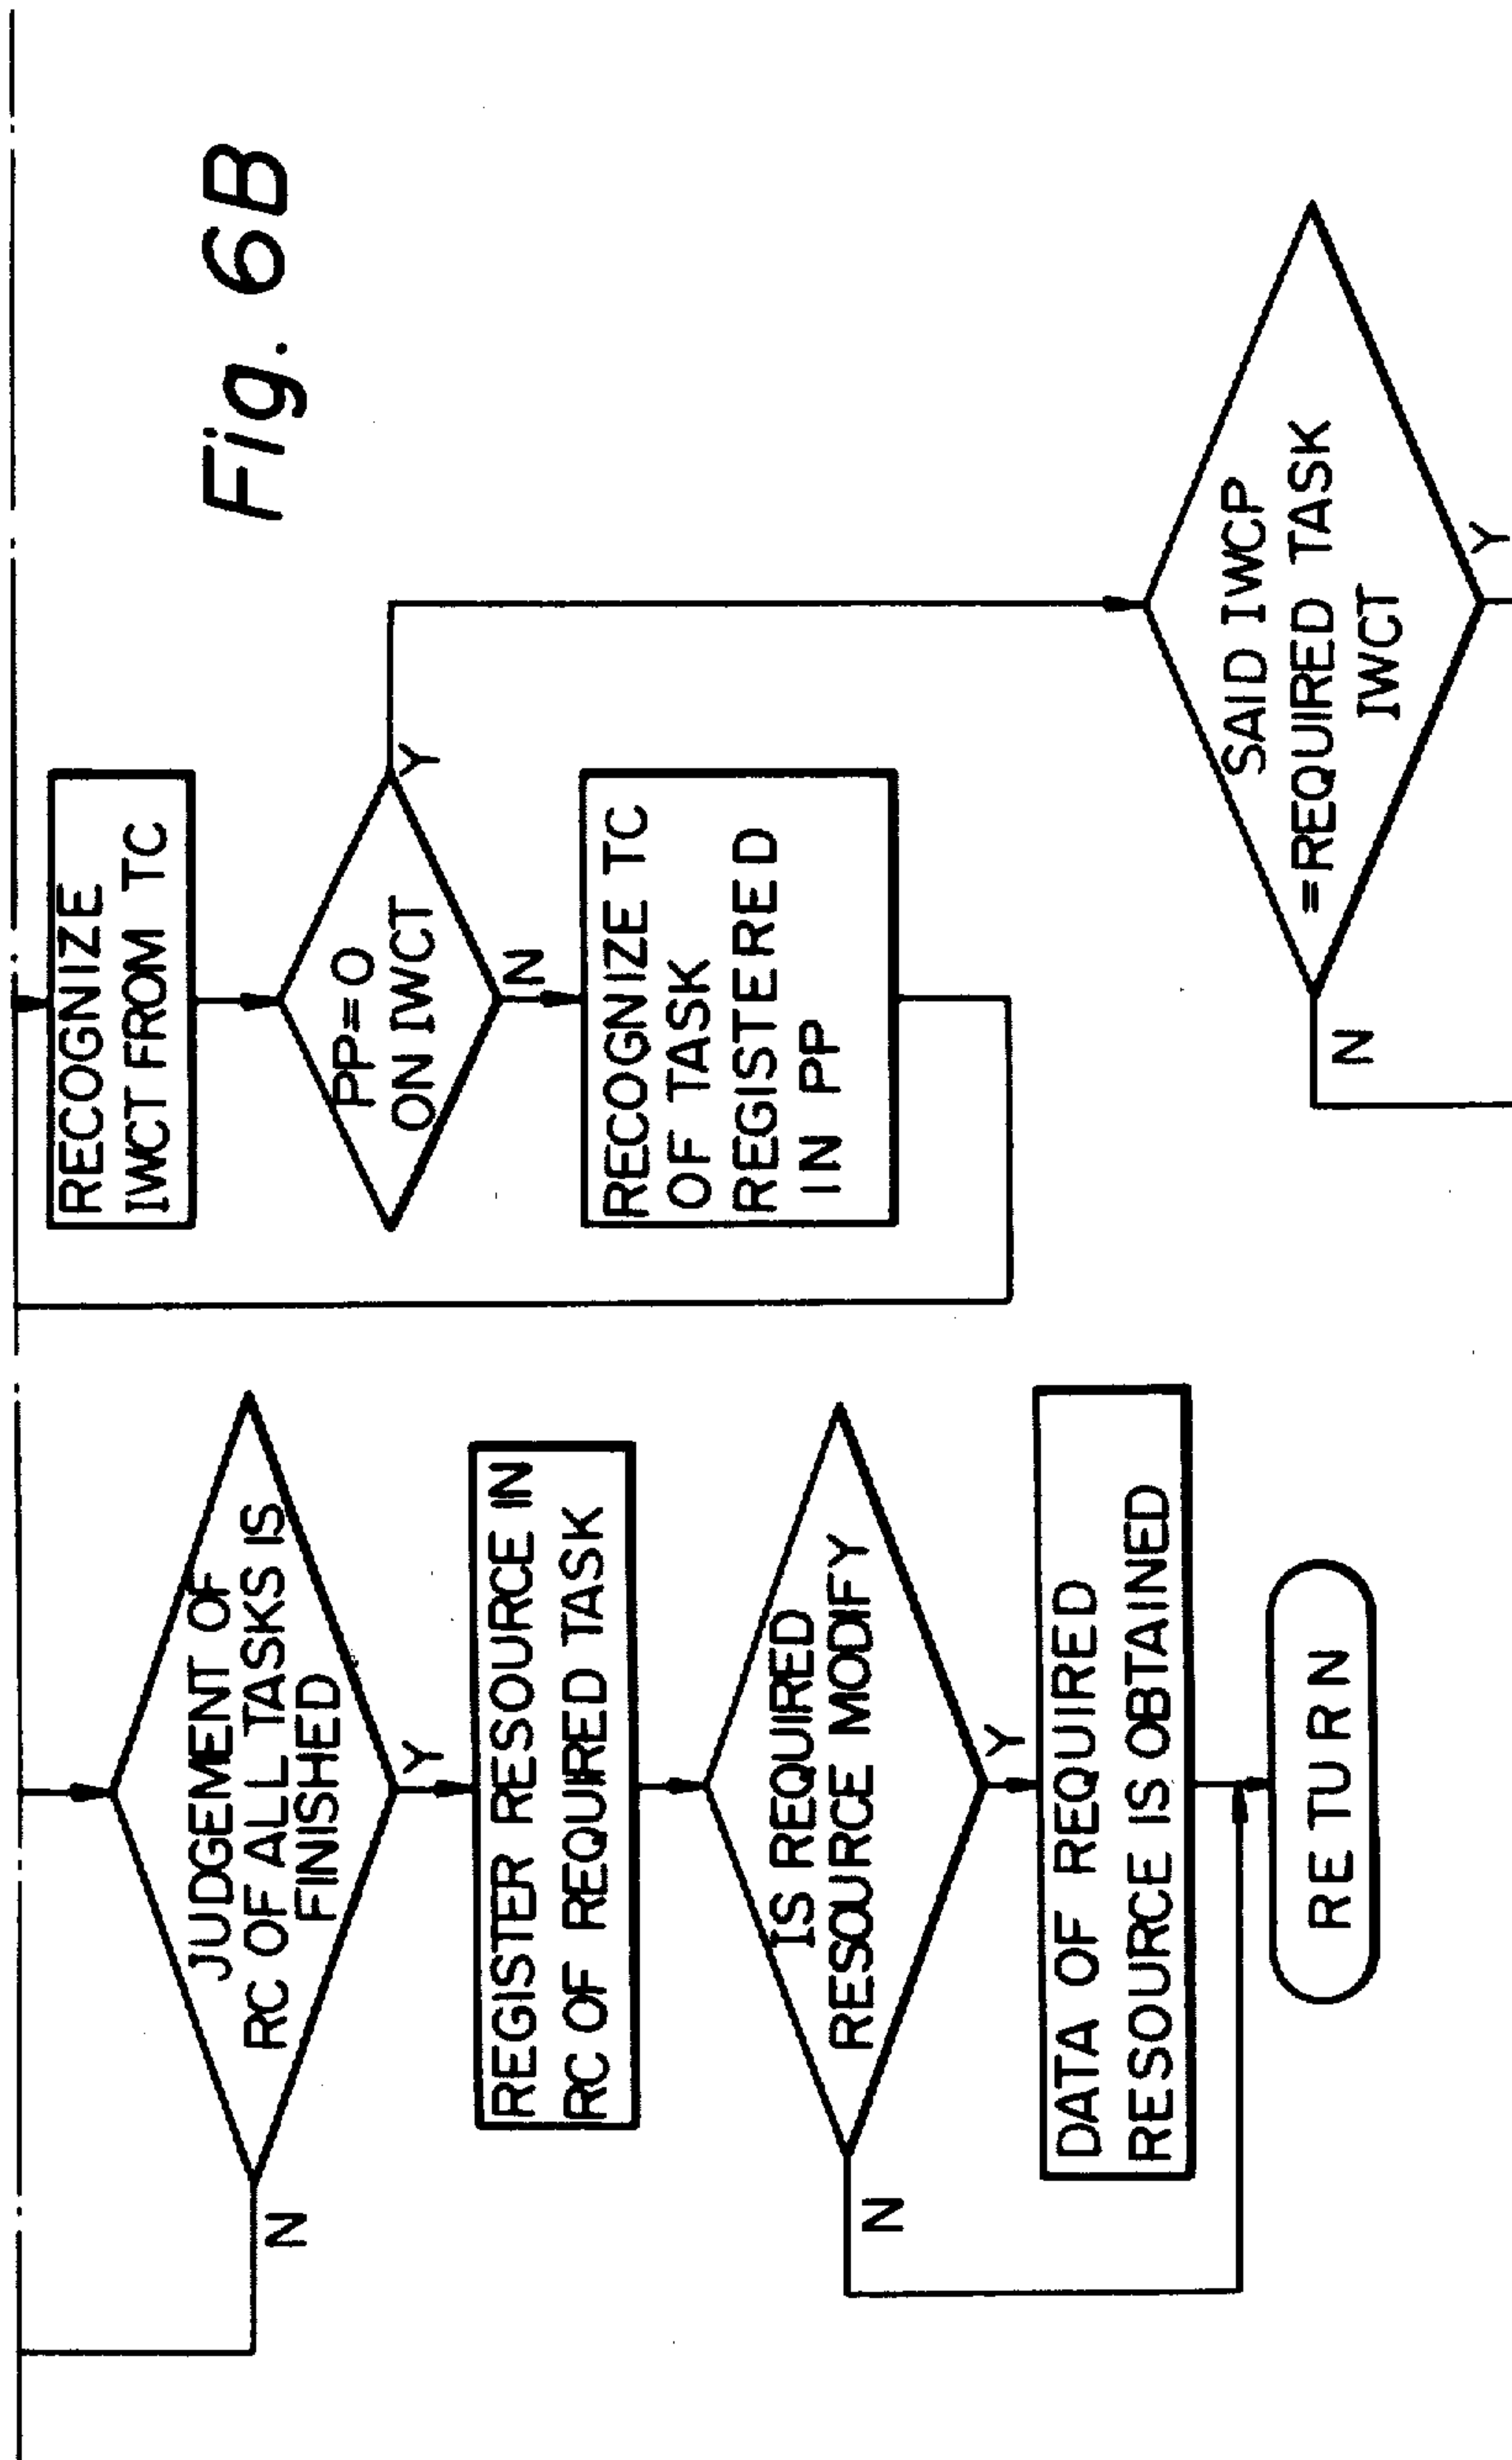 Fig. 6B
JUDGEMENT OF
RC OF ALL TASKS IS
FINISHED
N
Y
REGISTER RESOURCE IN
RC OF REQUIRED TASK
IS REQUIRED
RESOURCE MODIFY
N
Y
DATA OF REQUIRED
RESOURCE IS OBTAINED
RETURN
RECOGNIZE
IWCT FROM TC
PP=0
ON IWCT
Y
N
RECOGNIZE TC
OF TASK
REGISTERED
IN PP
SAID IWCP
=REQUIRED TASK
IWCT
N
Y